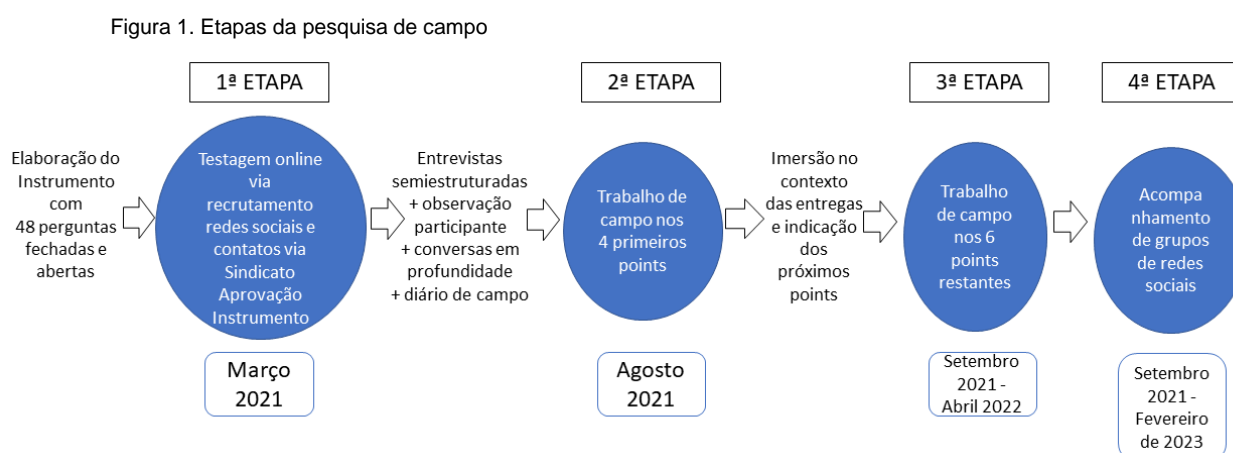 Figura 1. Etapas da pesquisa de campo
1ª ETAPA
2ª ETAPA
3ª ETAPA
4ª ETAPA
Elaboração do
Instrumento
com
48 perguntas
fechadas e
abertas
Testagem online
via
recrutamento
redes sociais e
contatos via
Sindicato
Aprovação
Instrumento
Entrevistas
semiestruturadas
+ observação
participante
+ conversas em
profundidade
+ diário de campo
Trabalho de
campo nos
4 primeiros
points
Imersão no
contexto
das entregas
e indicação
dos
próximos
points
Trabalho
de campo
nos 6
points
restantes
Acompa
nhamento
de grupos
de redes
sociais
Março
2021
Agosto
2021
Setembro
2021 -
Abril 2022
Setembro
2021 -
Fevereiro
de 2023